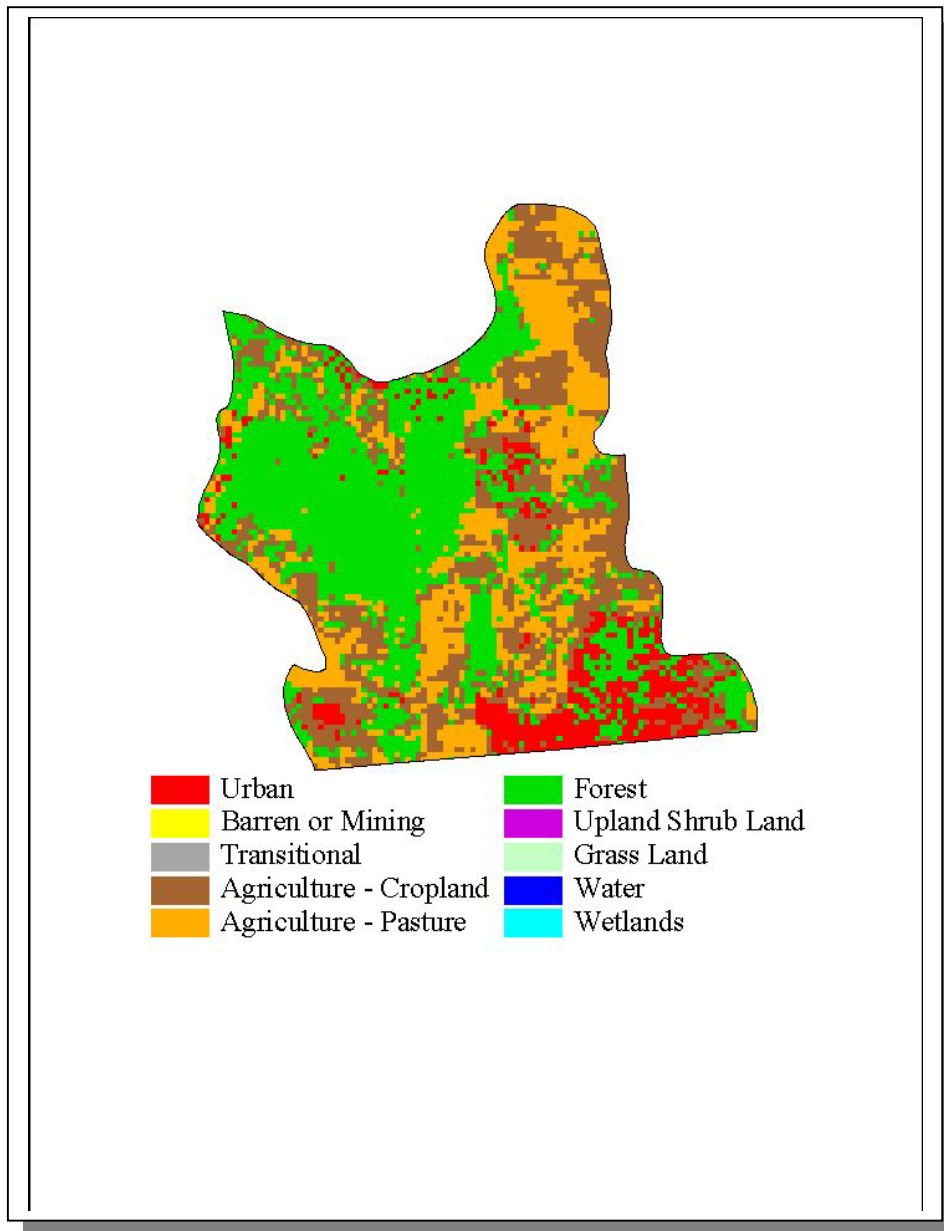 Urban
Barren or Mining
Transitional
Agriculture - Cropland
Agriculture - Pasture
Forest
Upland Shrub Land
Grass Land
Water
Wetlands